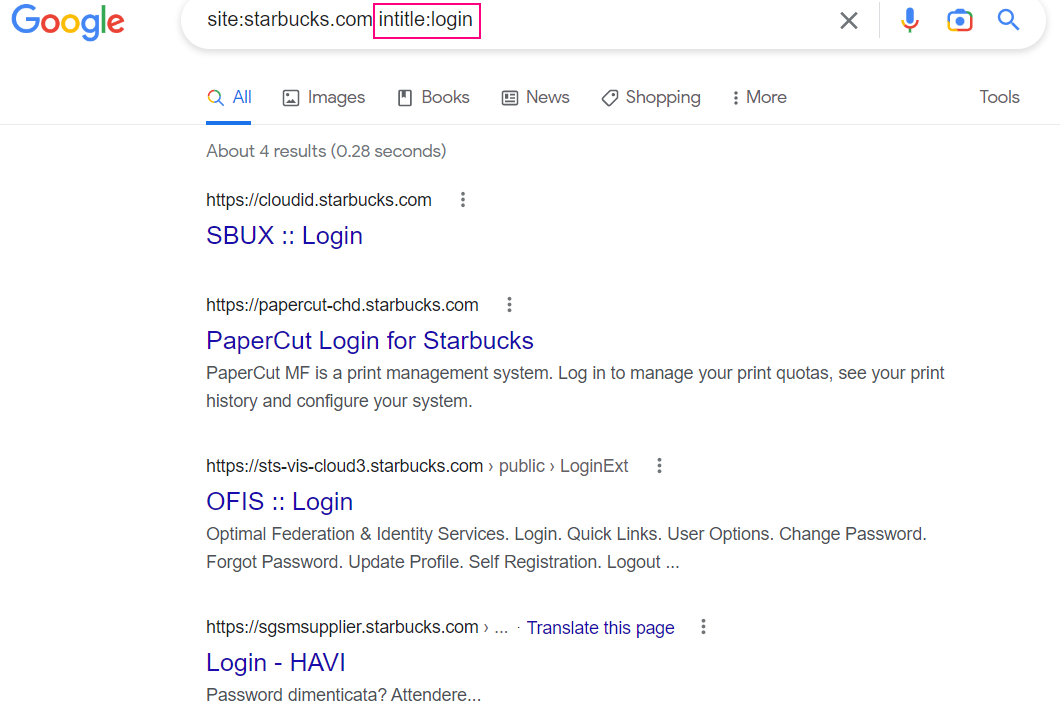 Google
site:starbucks.com intitle:login
All Images Books News Shopping More Tools
About 4 results (0.28 seconds)
https://cloudid.starbucks.com
SBUX :: Login
https://papercut-chd.starbucks.com
PaperCut Login for Starbucks
PaperCut MF is a print management system. Log in to manage your print quotas, see your print
history and configure your system.
https://sts-vis-cloud3.starbucks.com › public › LoginExt
OFIS :: Login
Optimal Federation & Identity Services. Login. Quick Links. User Options. Change Password.
Forgot Password. Update Profile. Self Registration. Logout ...
https://sgsmsupplier.starbucks.com › ... · Translate this page
Login - HAVI
Password dimenticata? Attendere...